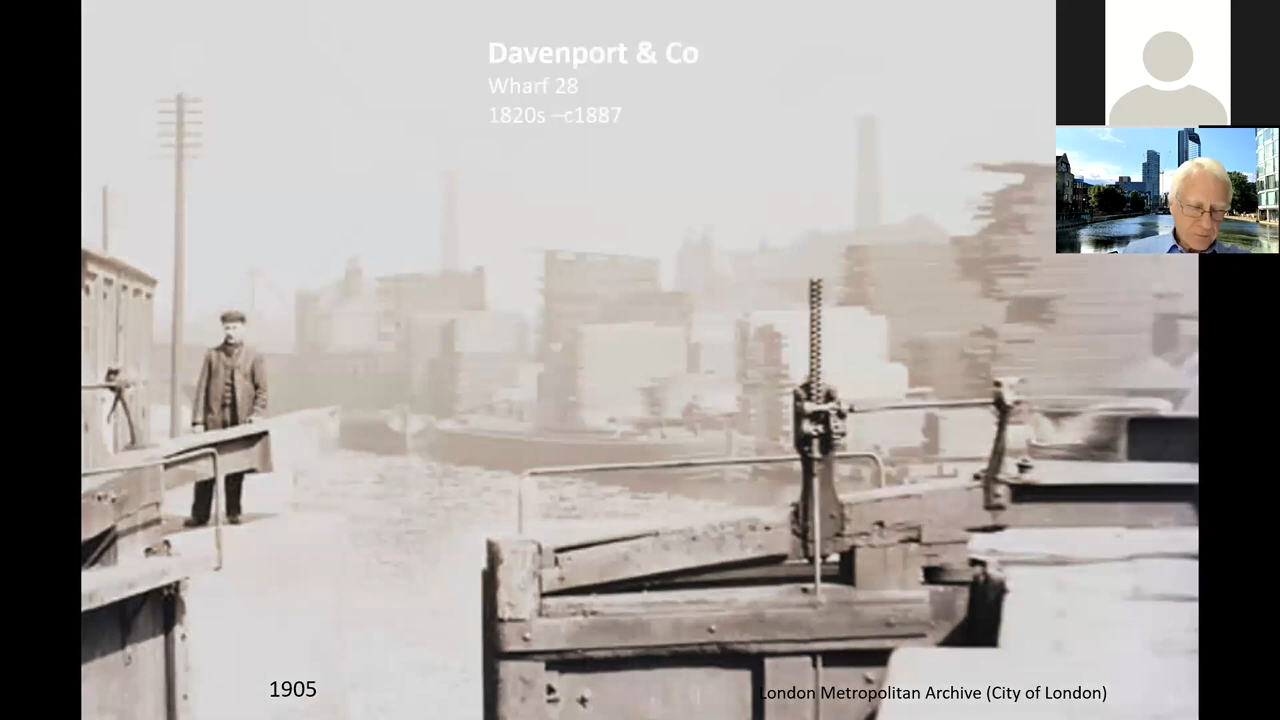 Davenport & Co
Wharf 28
1820s –c1887
1905
London Metropolitan Archive (City of London)